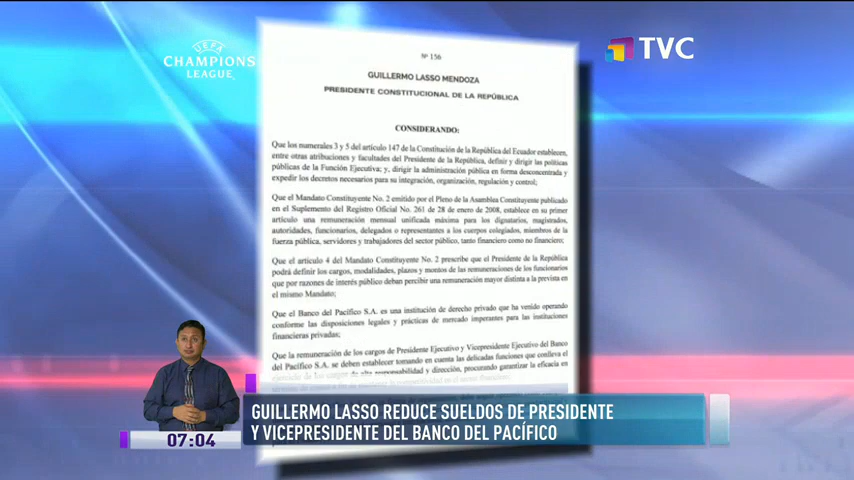 UEFA
CHAMPIONS
LEAGUE
TVC
Nº 156
GUILLERMO LASSO MENDOZA
PRESIDENTE CONSTITUCIONAL DE LA REPÚBLICA
CONSIDERANDO:
Que los numerales 3 y 5 del artículo 147 de la Constitución de la República del Ecuador establecen,
entre otras atribuciones y facultades del Presidente de la República, definir y dirigir las políticas
públicas de la Función Ejecutiva; y, dirigir la administración pública en forma desconcentrada y
expedir los decretos necesarios para su integración, organización, regulación y control;
Que el Mandato Constituyente No. 2 emitido por el Pleno de la Asamblea Constituyente publicado
en el Suplemento del Registro Oficial No. 261 de 28 de enero de 2008, establece en su primer
artículo una remuneración mensual unificada máxima para los dignatarios, magistrados,
autoridades, funcionarios, delegados o representantes a los cuerpos colegiados, miembros de la
fuerza pública, servidores y trabajadores del sector público, tanto financiero como no financiero;
Que el artículo 4 del Mandato Constituyente No. 2 prescribe que el Presidente de la República
podrá definir los cargos, modalidades, plazos y montos de las remuneraciones de los funcionarios
que por razones de interés público deban percibir una remuneración mayor distinta a la prevista en
el mismo Mandato;
Que el Banco del Pacífico S.A. es una institución de derecho privado que ha venido operando
conforme las disposiciones legales y prácticas de mercado imperantes para las instituciones
financieras privadas;
Que la remuneración de los cargos de Presidente Ejecutivo y Vicepresidente Ejecutivo del Banco
del Pacífico S.A. se deben establecer tomando en cuenta las delicadas funciones que conlleva el
ejercicio de los cargos de alta responsabilidad y dirección, procurando garantizar la eficacia en
GUILLERMO LASSO REDUCE SUELDOS DE PRESIDENTE
Y VICEPRESIDENTE DEL BANCO DEL PACÍFICO
07:04